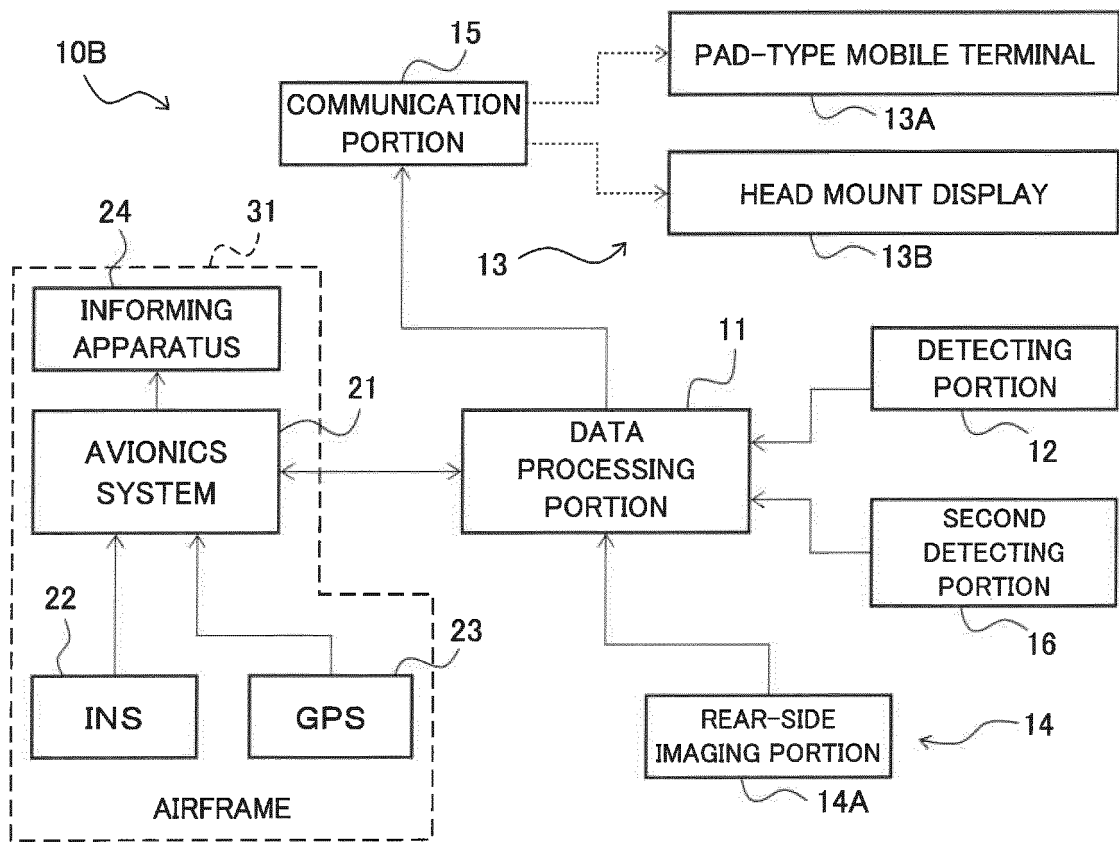 10B
15
COMMUNICATION
PORTION
PAD-TYPE MOBILE TERMINAL
13A
HEAD MOUNT DISPLAY
13B
13
24
31
INFORMING
APPARATUS
21
AVIONICS
SYSTEM
11
DATA
PROCESSING
PORTION
DETECTING
PORTION
12
SECOND
DETECTING
PORTION
16
22
INS
23
GPS
AIRFRAME
REAR-SIDE
IMAGING PORTION
14
14A